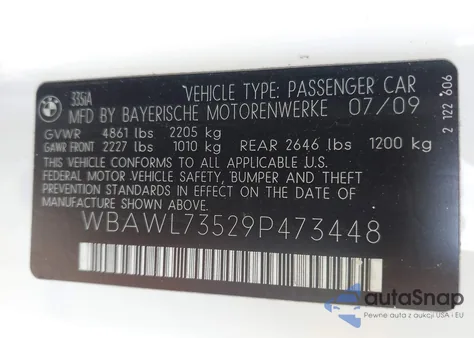 BMW
335iA
VEHICLE TYPE: PASSENGER CAR
MFD BY BAYERISCHE MOTORENWERKE 07/09
GVWR 4861 lbs 2205 kg
GAWR FRONT 2227 lbs 1010 kg REAR 2646 lbs 1200 kg
THIS VEHICLE CONFORMS TO ALL APPLICABLE U.S.
FEDERAL MOTOR VEHICLE SAFETY, BUMPER AND THEFT
PREVENTION STANDARDS IN EFFECT ON THE DATE OF
MANUFACTURE SHOWN ABOVE.
WBAWL73529P473448
2 122 606
autoSnap
Pewne auta z USA i EU